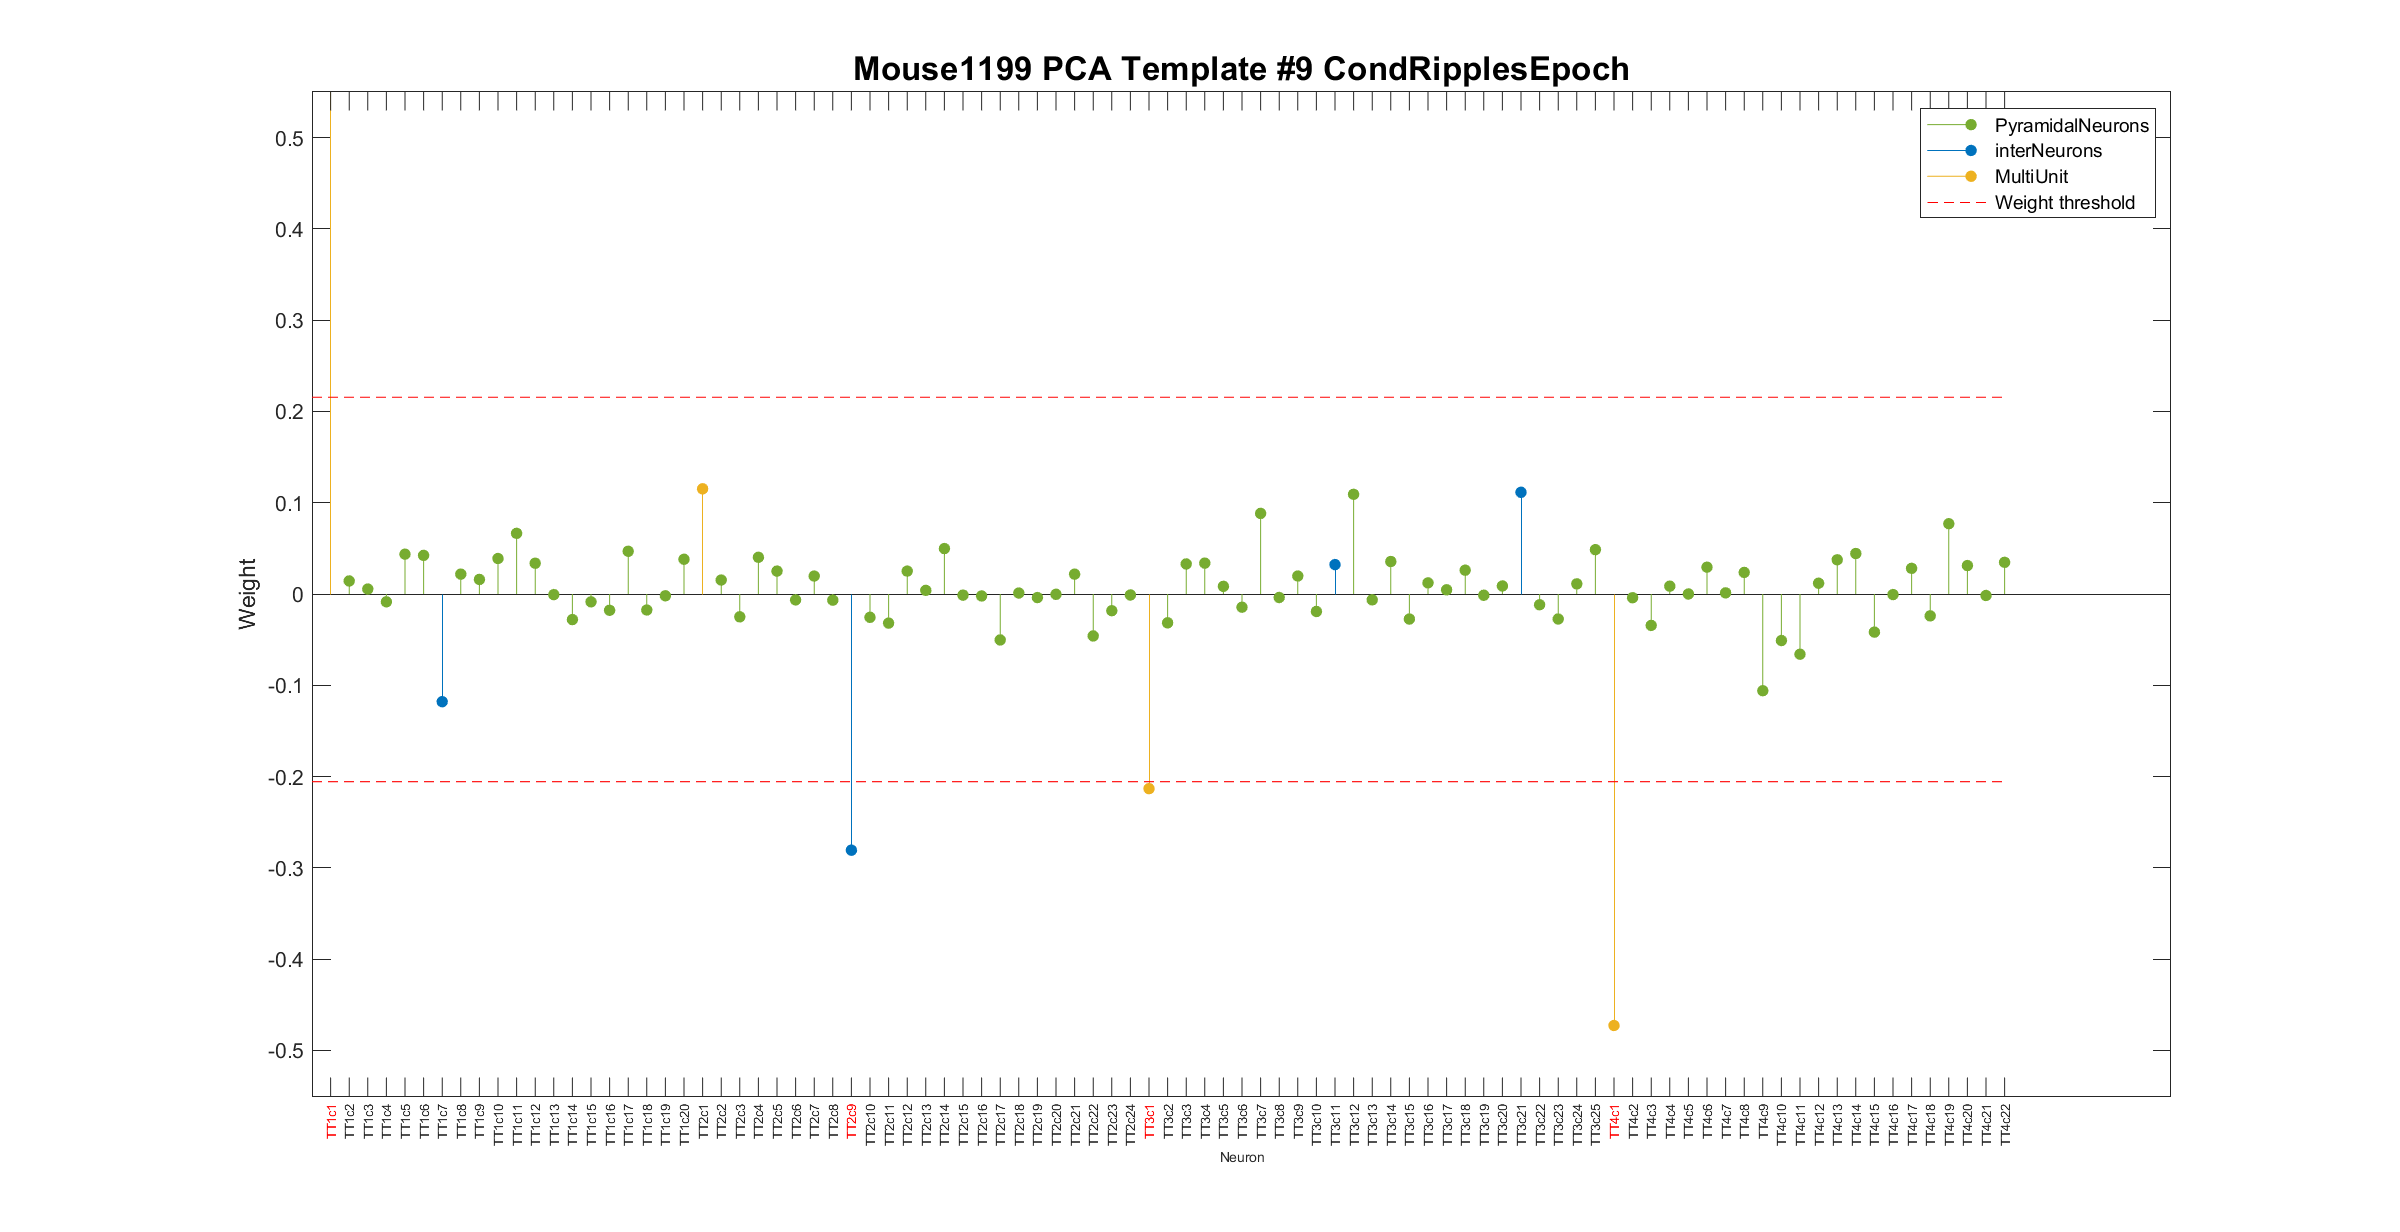 Mouse1199 PCA Template #9 CondRipplesEpoch
PyramidalNeurons
interNeurons
MultiUnit
Weight threshold
0.5
0.4
0.3
0.2
0.1
0
-0.1
-0.2
-0.3
-0.4
-0.5
Weight
TT1c1
TT1c2
TT1c3
TT1c4
TT1c5
TT1c6
TT1c7
TT1c8
TT1c9
TT1c10
TT1c11
TT1c12
TT1c13
TT1c14
TT1c15
TT1c16
TT1c17
TT1c18
TT1c19
TT1c20
TT2c1
TT2c2
TT2c3
TT2c4
TT2c5
TT2c6
TT2c7
TT2c8
TT2c9
TT2c10
TT2c11
TT2c12
TT2c13
TT2c14
TT2c15
TT2c16
TT2c17
TT2c18
TT2c19
TT2c20
TT2c21
TT2c22
TT2c23
TT2c24
TT3c1
TT3c2
TT3c3
TT3c4
TT3c5
TT3c6
TT3c7
TT3c8
TT3c9
TT3c10
TT3c11
TT3c12
TT3c13
TT3c14
TT3c15
TT3c16
TT3c17
TT3c18
TT3c19
TT3c20
TT3c21
TT3c22
TT3c23
TT3c24
TT3c25
TT4c1
TT4c2
TT4c3
TT4c4
TT4c5
TT4c6
TT4c7
TT4c8
TT4c9
TT4c10
TT4c11
TT4c12
TT4c13
TT4c14
TT4c15
TT4c16
TT4c17
TT4c18
TT4c19
TT4c20
TT4c21
TT4c22
Neuron